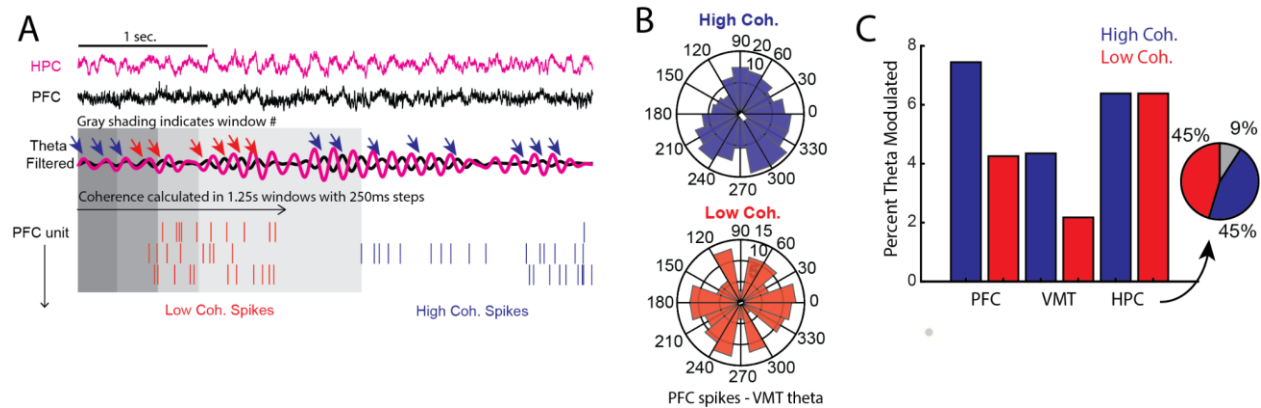 A
1 sec.
HPC
PFC
Gray shading indicates window #
Theta
Filtered
Coherence calculated in 1.25s windows with 250ms steps
PFC unit
Low Coh. Spikes
High Coh. Spikes
B
High Coh.
90
20
120
60
10
150
30
180
0
210
330
240
300
270
Low Coh.
90
15
120
60
10
150
30
180
0
210
330
240
300
270
PFC spikes - VMT theta
C
High Coh.
Low Coh.
Percent Theta Modulated
8
6
4
2
0
PFC
VMT
HPC
45%
9%
45%